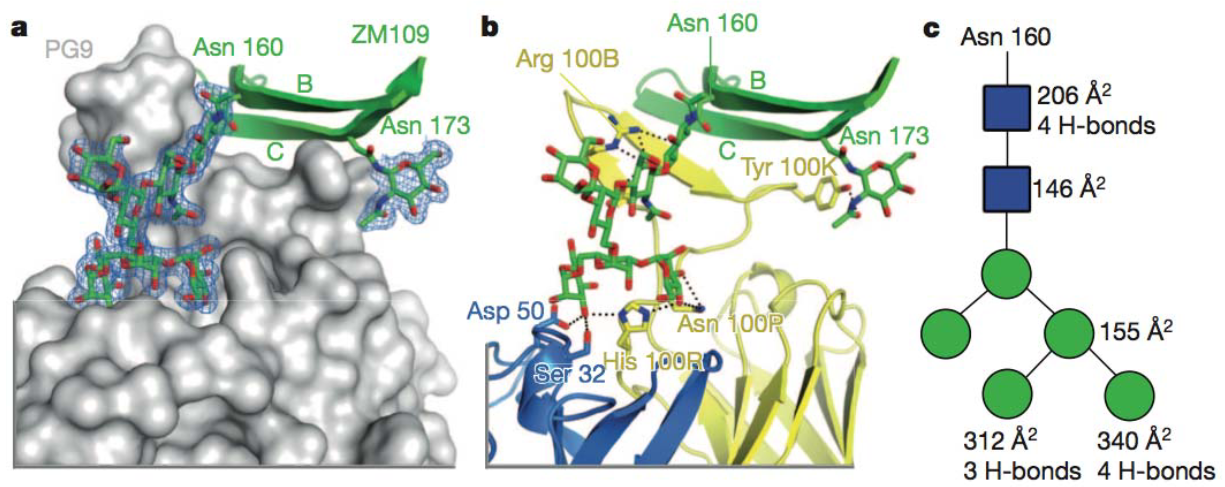 a
PG9
Asn 160
ZM109
B
C
Asn 173
b
Asn 160
Arg 100B
B
C
Asn 173
Tyr 100K
Asp 50
Asn 100P
His 100R
Ser 32
c
Asn 160
206 Å²
4 H-bonds
146 Å²
155 Å²
312 Å²
3 H-bonds
340 Å²
4 H-bonds